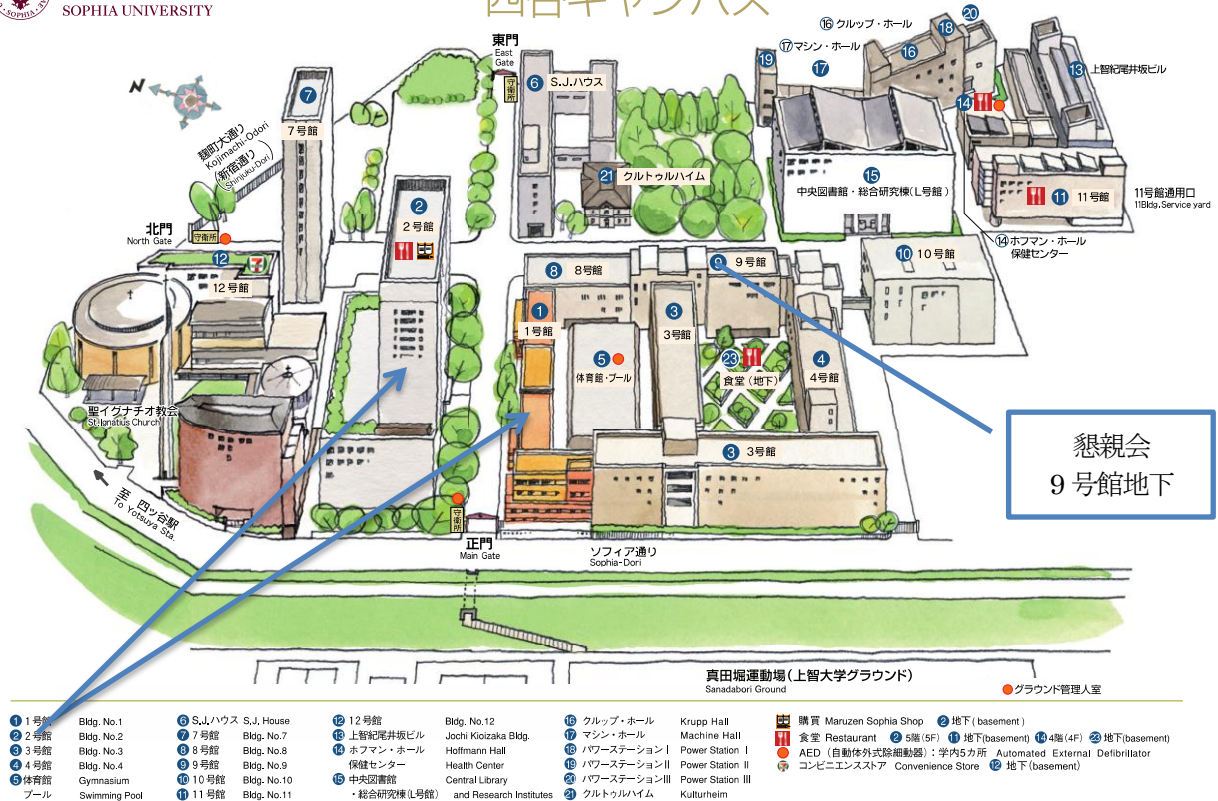 SOPHIA UNIVERSITY
四谷キャンパス
N
東門
East
Gate
守衛所
⑥ S.J.ハウス
⑯ クルップ・ホール
⑰ マシン・ホール
⑱
⑳
⑯
⑲
⑰
⑬ 上智紀尾井坂ビル
⑭
⑦
7号館
麹町大通り
Kojimachi-Odori
(新宿通り)
Shinjuku-Dori
㉑ クルトゥルハイム
⑮
中央図書館・総合研究棟(L号館)
⑪ 11号館
11号館通用口
11Bldg.Service yard
②
2号館
北門
North Gate
守衛所
⑭ ホフマン・ホール
保健センター
⑫
12号館
⑧ 8号館
⑨ 9号館
⑩ 10号館
①
1号館
③
3号館
⑤
体育館・プール
㉓
食堂(地下)
④
4号館
聖イグナチオ教会
St.Ignatius Church
③ 3号館
懇親会
9 号館地下
至 四ツ谷駅
To Yotsuya Sta.
守衛所
正門
Main Gate
ソフィア通り
Sophia-Dori
真田堀運動場(上智大学グラウンド)
Sanadabori Ground
グラウンド管理人室
① 1号館 Bldg. No.1
② 2号館 Bldg. No.2
③ 3号館 Bldg. No.3
④ 4号館 Bldg. No.4
⑤ 体育館 Gymnasium
プール Swimming Pool
⑥ S.J.ハウス S.J. House
⑦ 7号館 Bldg. No.7
⑧ 8号館 Bldg. No.8
⑨ 9号館 Bldg. No.9
⑩ 10号館 Bldg. No.10
⑪ 11号館 Bldg. No.11
⑫ 12号館 Bldg. No.12
⑬ 上智紀尾井坂ビル Jochi Kioizaka Bldg.
⑭ ホフマン・ホール Hoffmann Hall
保健センター Health Center
⑮ 中央図書館 Central Library
・総合研究棟(L号館) and Research Institutes
⑯ クルップ・ホール Krupp Hall
⑰ マシン・ホール Machine Hall
⑱ パワーステーションⅠ Power Station Ⅰ
⑲ パワーステーションⅡ Power Station Ⅱ
⑳ パワーステーションⅢ Power Station Ⅲ
㉑ クルトゥルハイム Kulturheim
購買 Maruzen Sophia Shop ② 地下( basement )
食堂 Restaurant ② 5階(5F) ⑪ 地下(basement) ⑭ 4階(4F) ㉓ 地下(basement)
AED (自動体外式除細動器) : 学内5カ所 Automated External Defibrillator
コンビニエンスストア Convenience Store ⑫ 地下(basement)